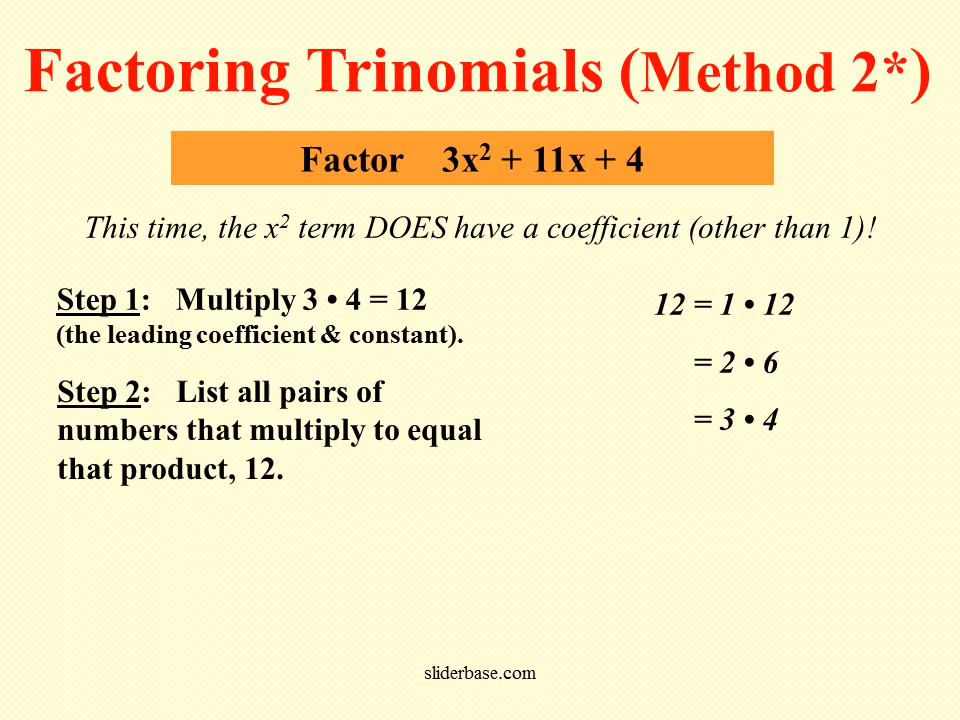 Factoring Trinomials (Method 2*)
Factor 3x² + 11x + 4
This time, the x² term DOES have a coefficient (other than 1)!
Step 1: Multiply 3 • 4 = 12
(the leading coefficient & constant).
Step 2: List all pairs of
numbers that multiply to equal
that product, 12.
12 = 1 • 12
= 2 • 6
= 3 • 4
sliderbase.com